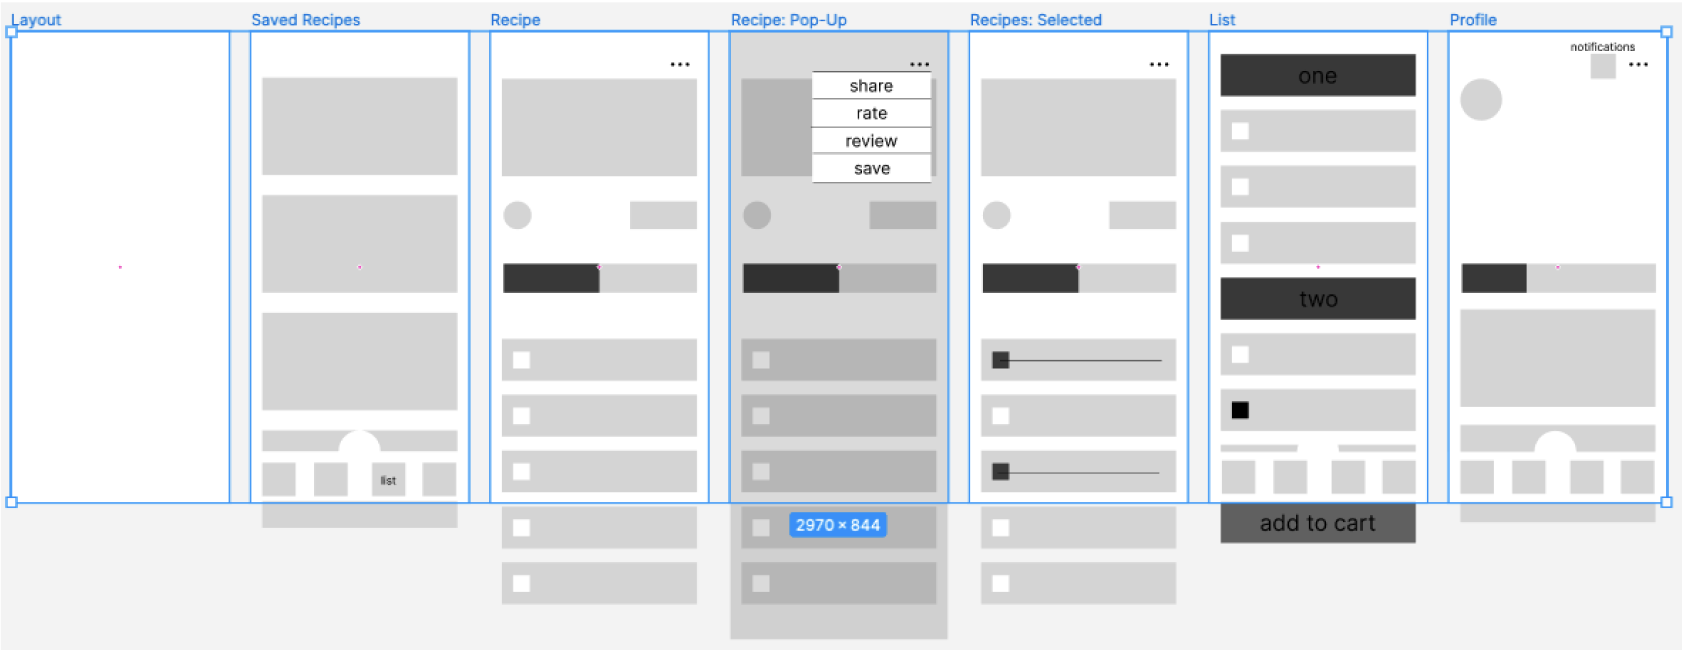 Layout
Saved Recipes
Recipe
Recipe: Pop-Up
Recipes: Selected
List
Profile
notifications
share
rate
review
save
one
two
list
add to cart
2970 × 844